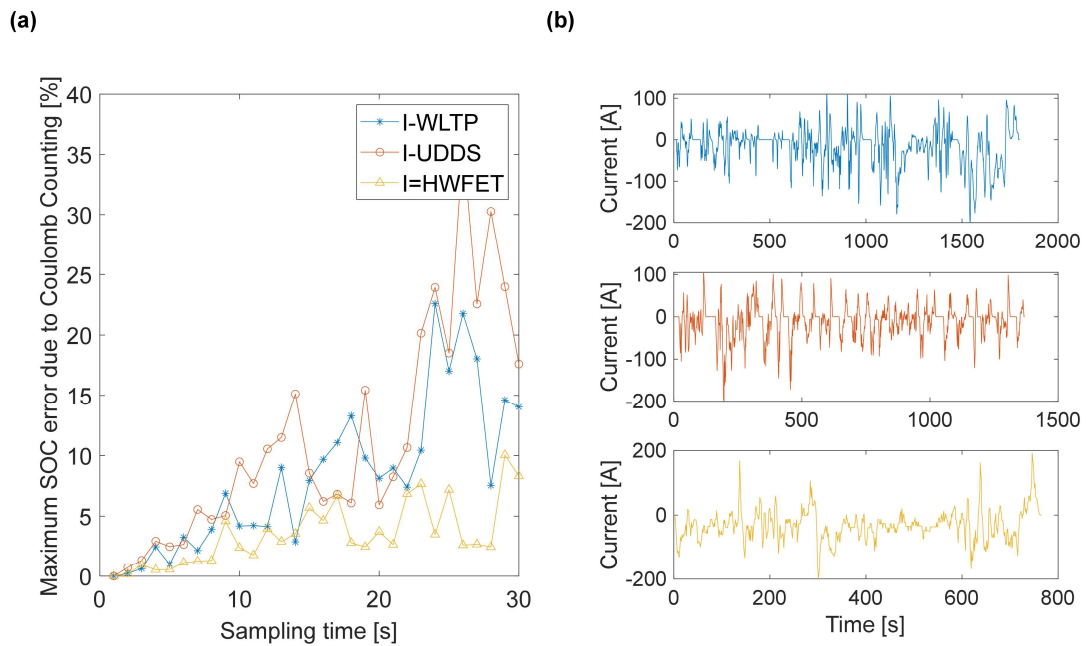 (a)
(b)
Maximum SOC error due to Coulomb Counting [%]
40
35
30
25
20
15
10
5
0
0 10 20 30
Sampling time [s]
I-WLTP
I-UDDS
I=HWFET
Current [A]
100
0
-100
-200
0 500 1000 1500 2000
Current [A]
100
0
-100
-200
0 500 1000 1500
Current [A]
200
0
-200
0 200 400 600 800
Time [s]